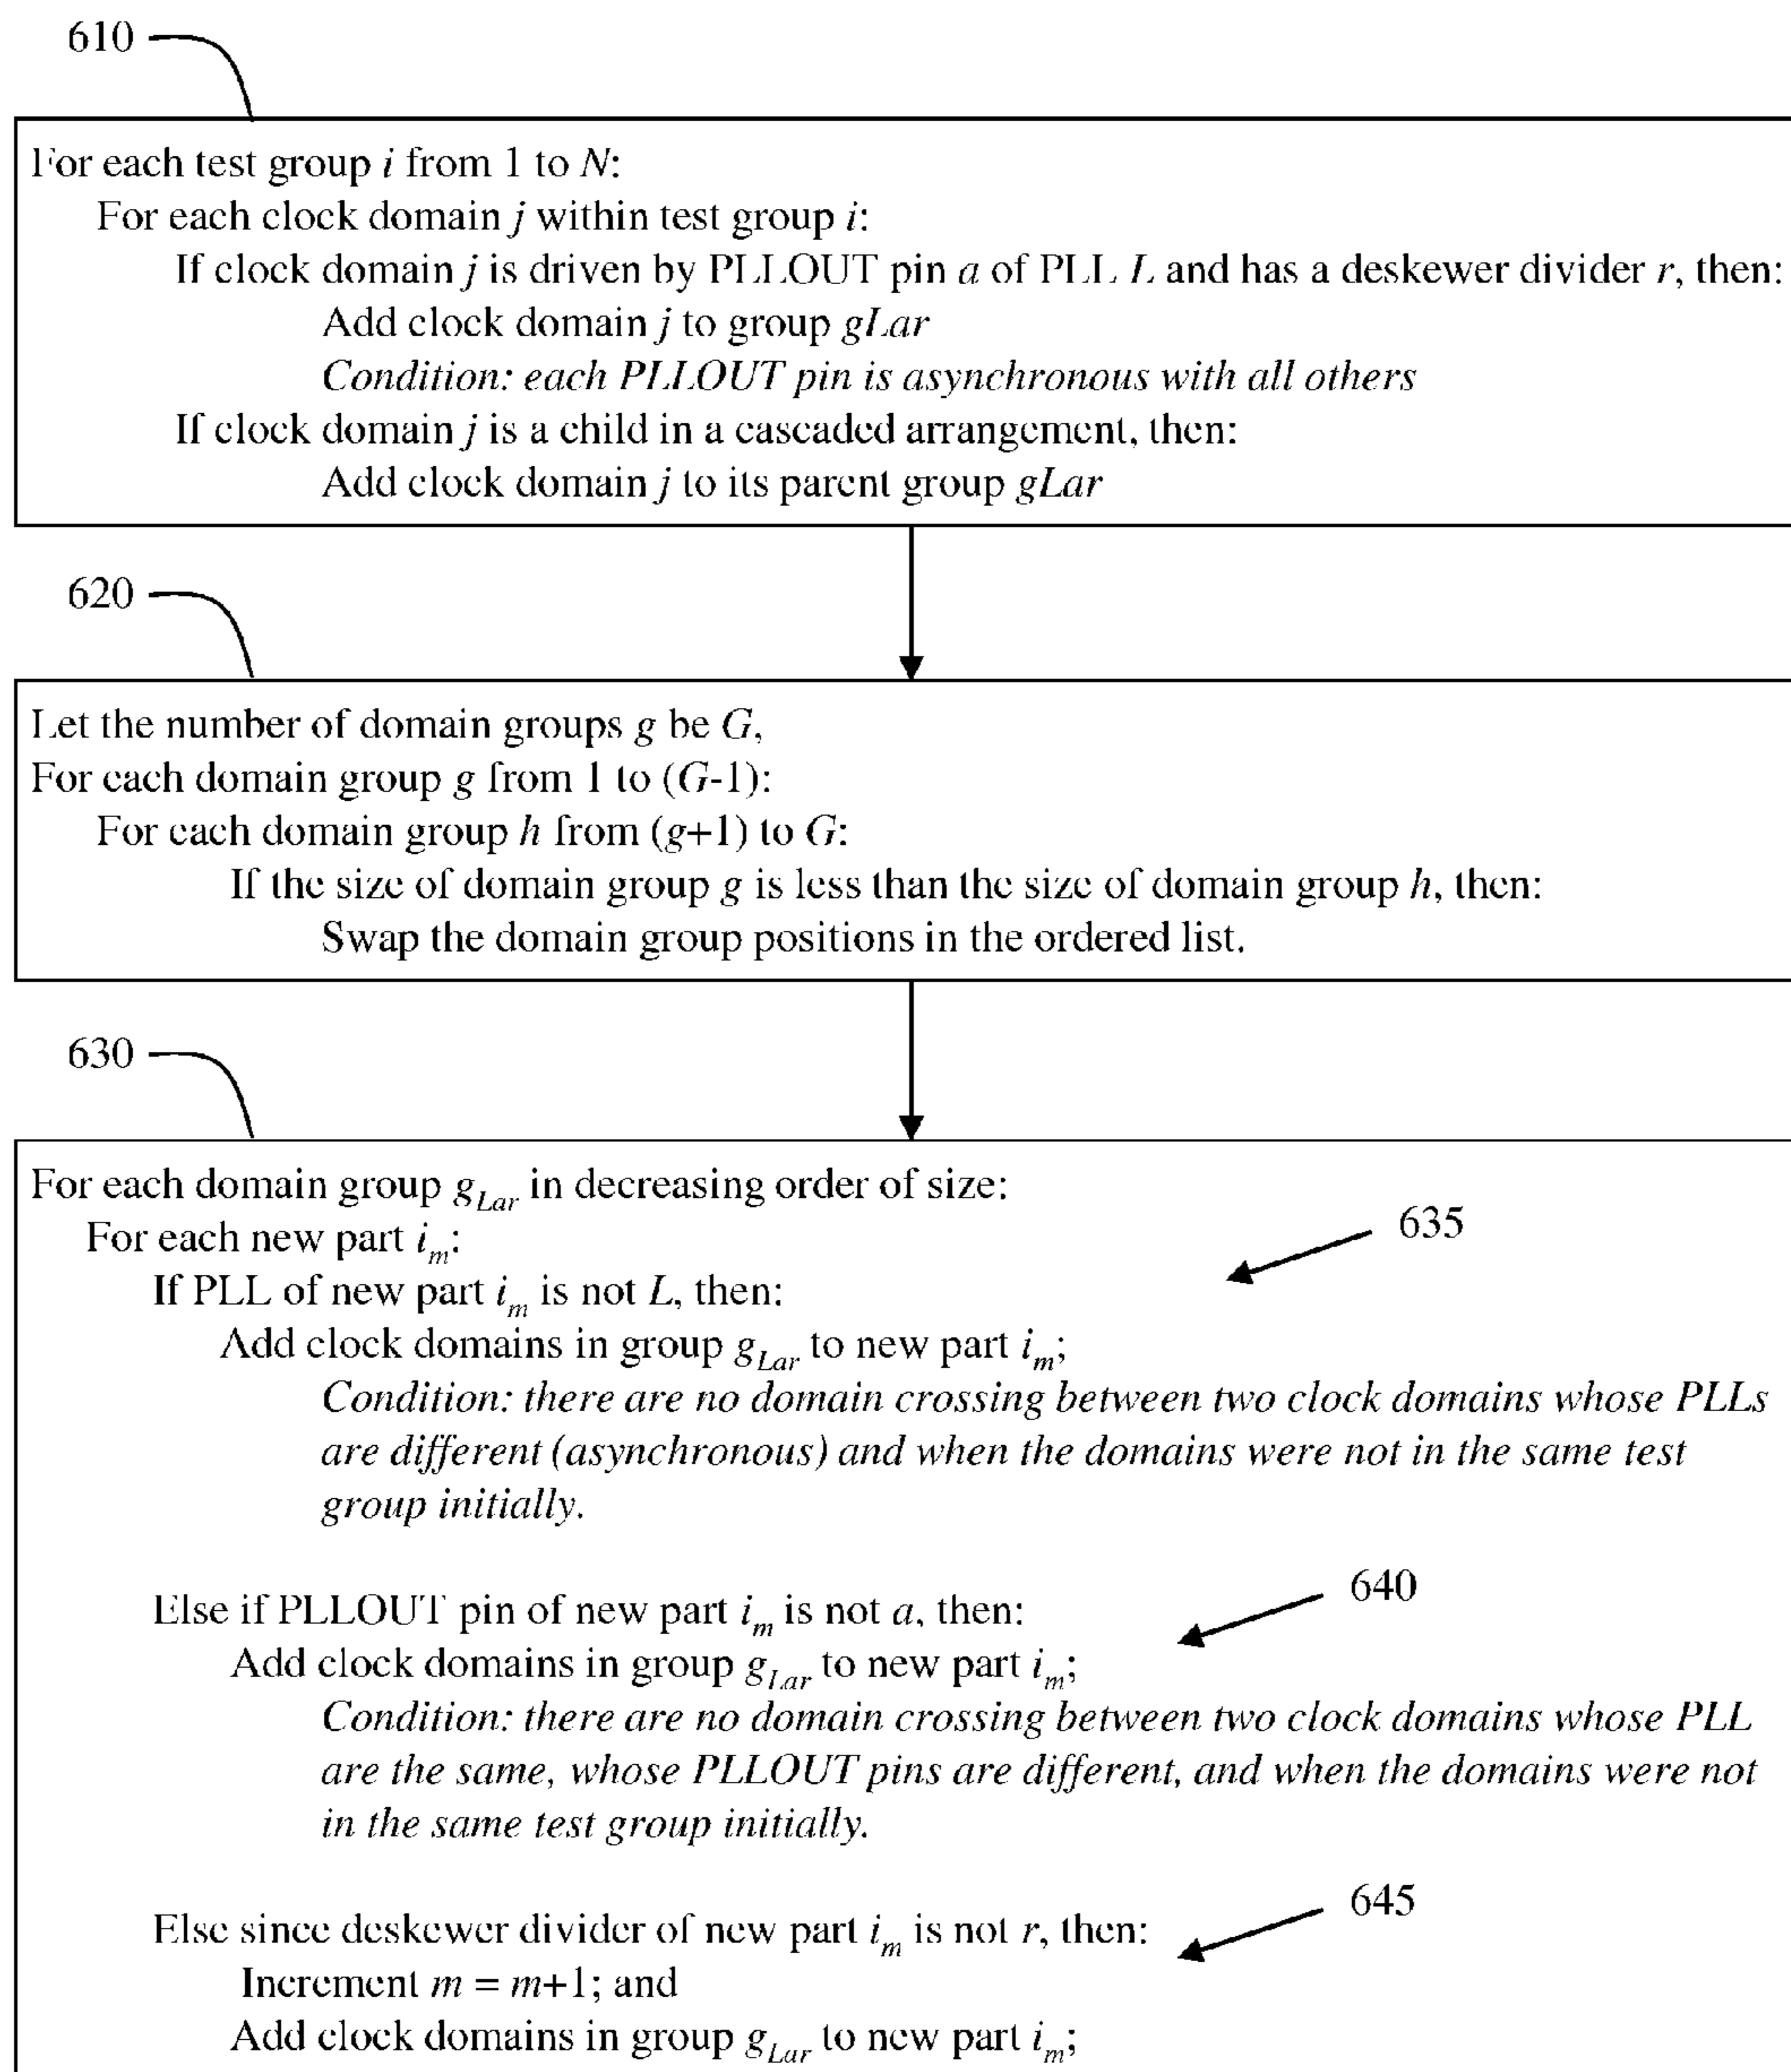 610
For each test group i from 1 to N:
For each clock domain j within test group i:
If clock domain j is driven by PLLOUT pin a of PLL L and has a deskewer divider r, then:
Add clock domain j to group gLar
Condition: each PLLOUT pin is asynchronous with all others
If clock domain j is a child in a cascaded arrangement, then:
Add clock domain j to its parent group gLar
620
Let the number of domain groups g be G,
For each domain group g from 1 to (G-1):
For each domain group h from (g+1) to G:
If the size of domain group g is less than the size of domain group h, then:
Swap the domain group positions in the ordered list.
630
For each domain group g_Lar in decreasing order of size:
For each new part i_m:
635
If PLL of new part i_m is not L, then:
Add clock domains in group g_Lar to new part i_m;
Condition: there are no domain crossing between two clock domains whose PLLs
are different (asynchronous) and when the domains were not in the same test
group initially.
640
Else if PLLOUT pin of new part i_m is not a, then:
Add clock domains in group g_Lar to new part i_m;
Condition: there are no domain crossing between two clock domains whose PLL
are the same, whose PLLOUT pins are different, and when the domains were not
in the same test group initially.
645
Else since deskewer divider of new part i_m is not r, then:
Increment m = m+1; and
Add clock domains in group g_Lar to new part i_m;